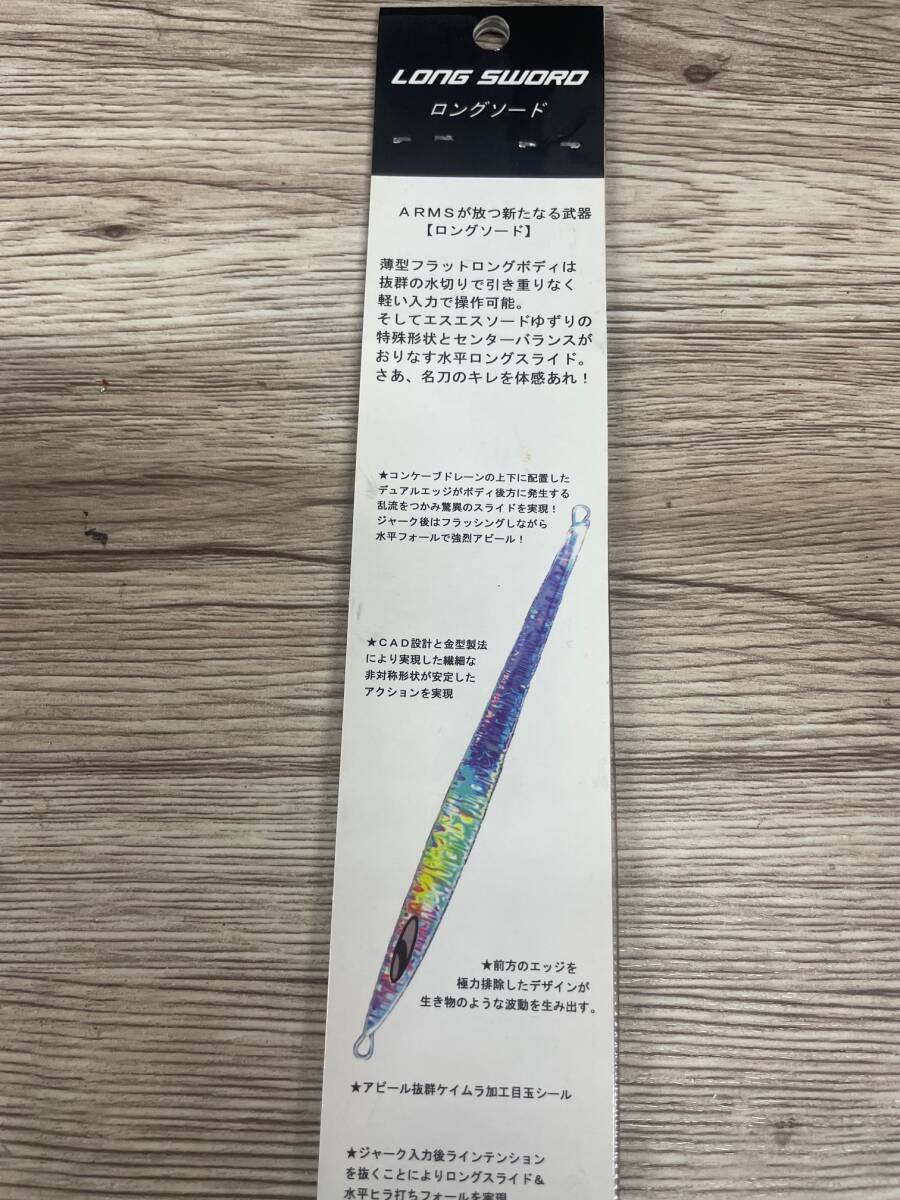 LONG SWORD
ロングソード
ARMSが放つ新たなる武器
【ロングソード】
薄型フラットロングボディは
抜群の水切りで引き重りなく
軽い入力で操作可能。
そしてエスエスソードゆずりの
特殊形状とセンターバランスが
おりなす水平ロングスライド。
さあ、名刀のキレを体感あれ！
★コンケーブドレーンの上下に配置した
デュアルエッジがボディ後方に発生する
乱流をつかみ驚異のスライドを実現！
ジャーク後はフラッシングしながら
水平フォールで強烈アピール！
★CAD設計と金型製法
により実現した繊細な
非対称形状が安定した
アクションを実現
★前方のエッジを
極力排除したデザインが
生き物のような波動を生み出す。
★アピール抜群ケイムラ加工目玉シール
★ジャーク入力後ラインテンション
を抜くことによりロングスライド＆
水平ヒラ打ちフォールを実現